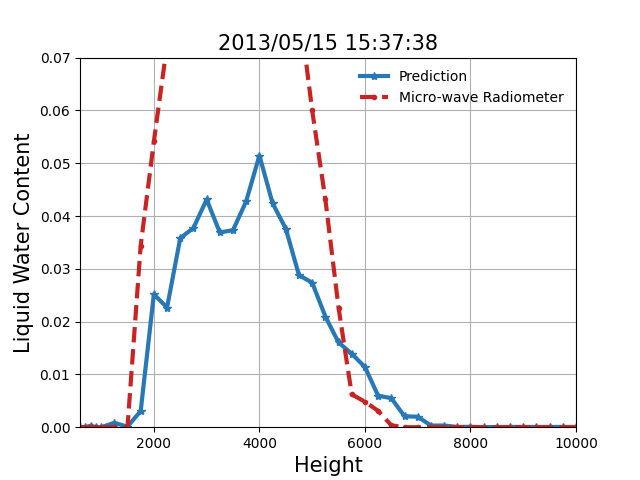 2013/05/15 15:37:38
Prediction
Micro-wave Radiometer
Liquid Water Content
0.07
0.06
0.05
0.04
0.03
0.02
0.01
0.00
2000 4000 6000 8000 10000
Height